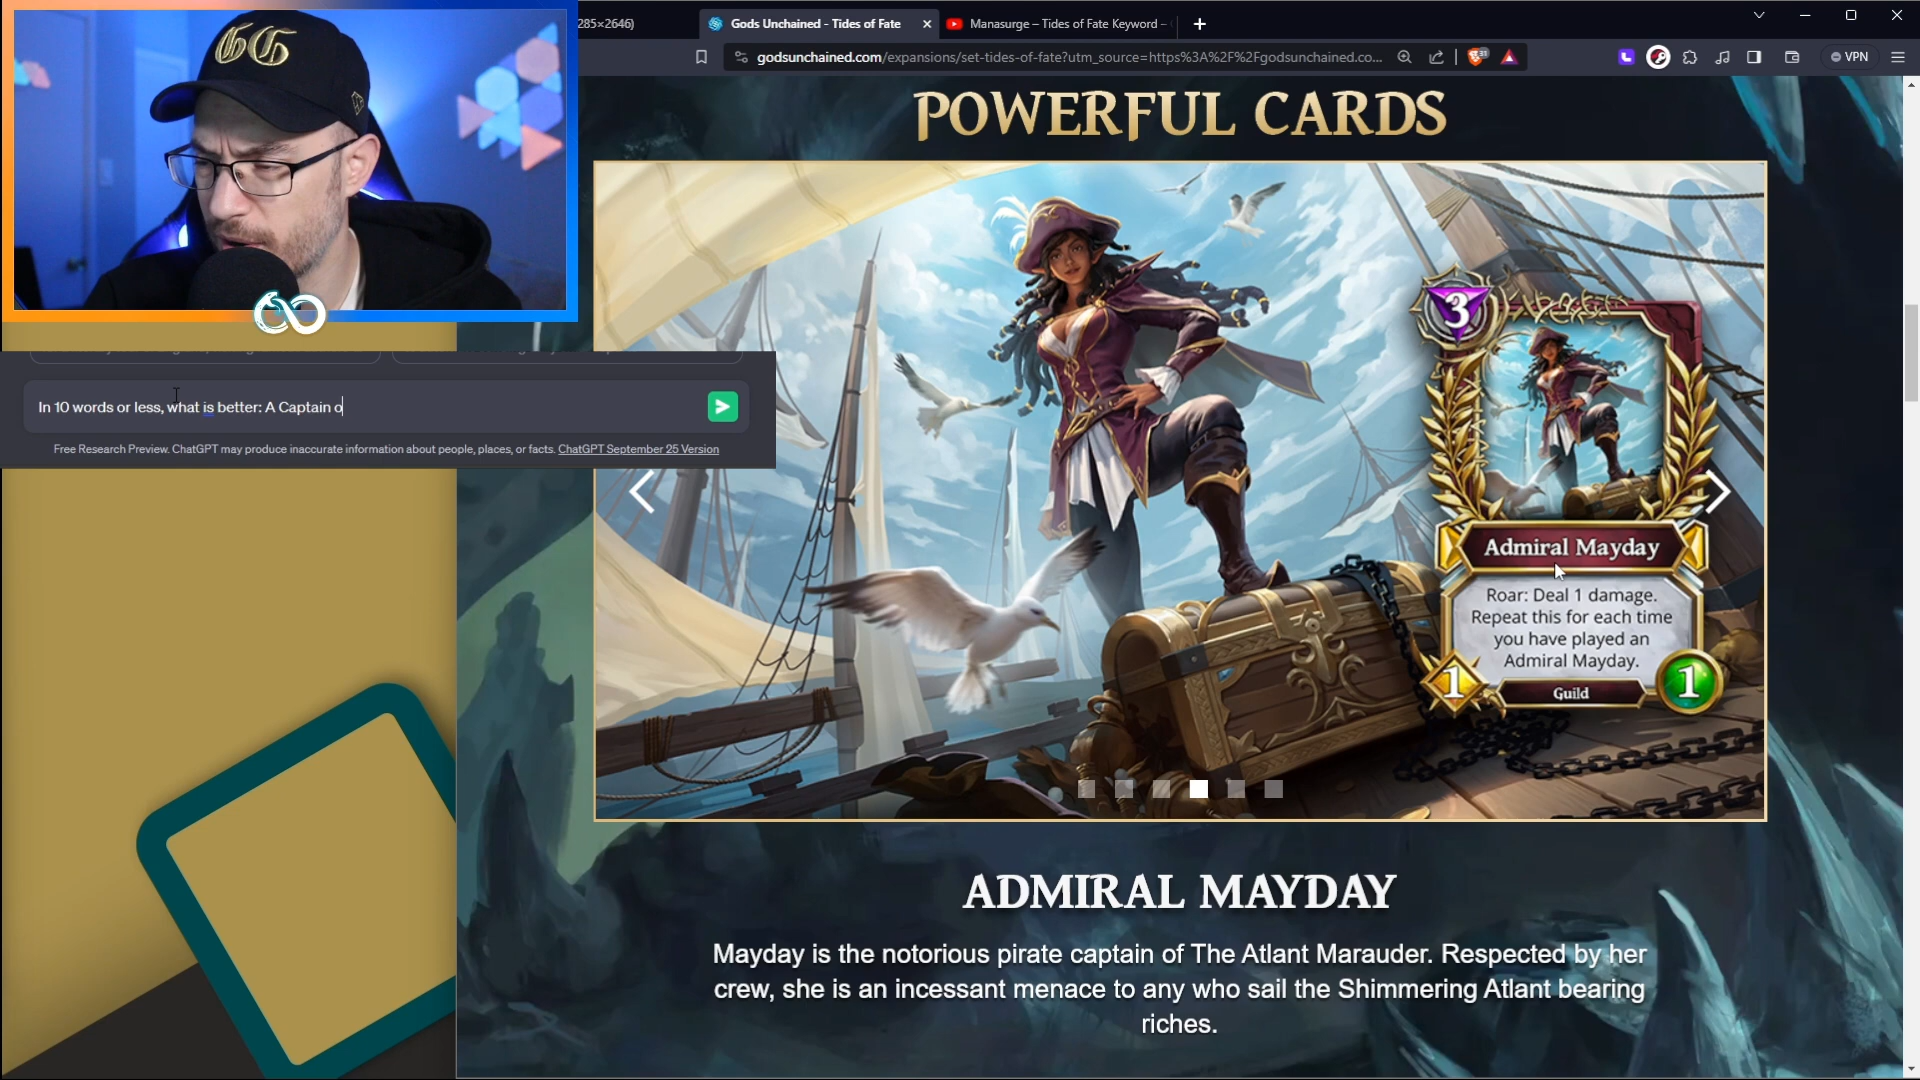 GG
285×2646)
Gods Unchained - Tides of Fate
Manasurge – Tides of Fate Keyword –
godsunchained.com/expansions/set-tides-of-fate?utm_source=https%3A%2F%2Fgodsunchained.co...
31
VPN
POWERFUL CARDS
In 10 words or less, what is better: A Captain o
Free Research Preview. ChatGPT may produce inaccurate information about people, places, or facts. ChatGPT September 25 Version
3
Admiral Mayday
Roar: Deal 1 damage.
Repeat this for each time
you have played an
Admiral Mayday.
1
Guild
1
ADMIRAL MAYDAY
Mayday is the notorious pirate captain of The Atlant Marauder. Respected by her
crew, she is an incessant menace to any who sail the Shimmering Atlant bearing
riches.